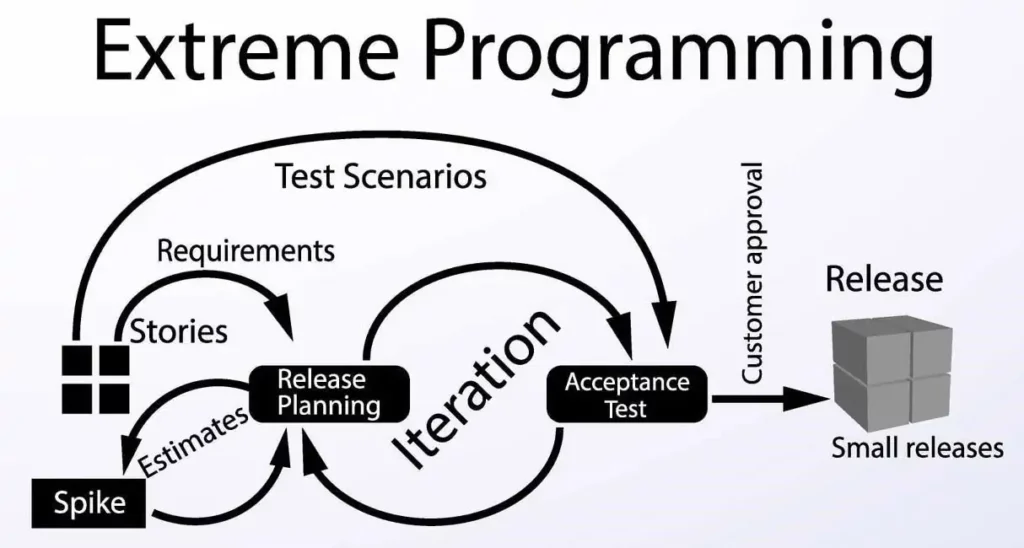 Extreme Programming
Test Scenarios
Requirements
Stories
Customer approval
Release
Iteration
Release
Planning
Acceptance
Test
Estimates
Small releases
Spike